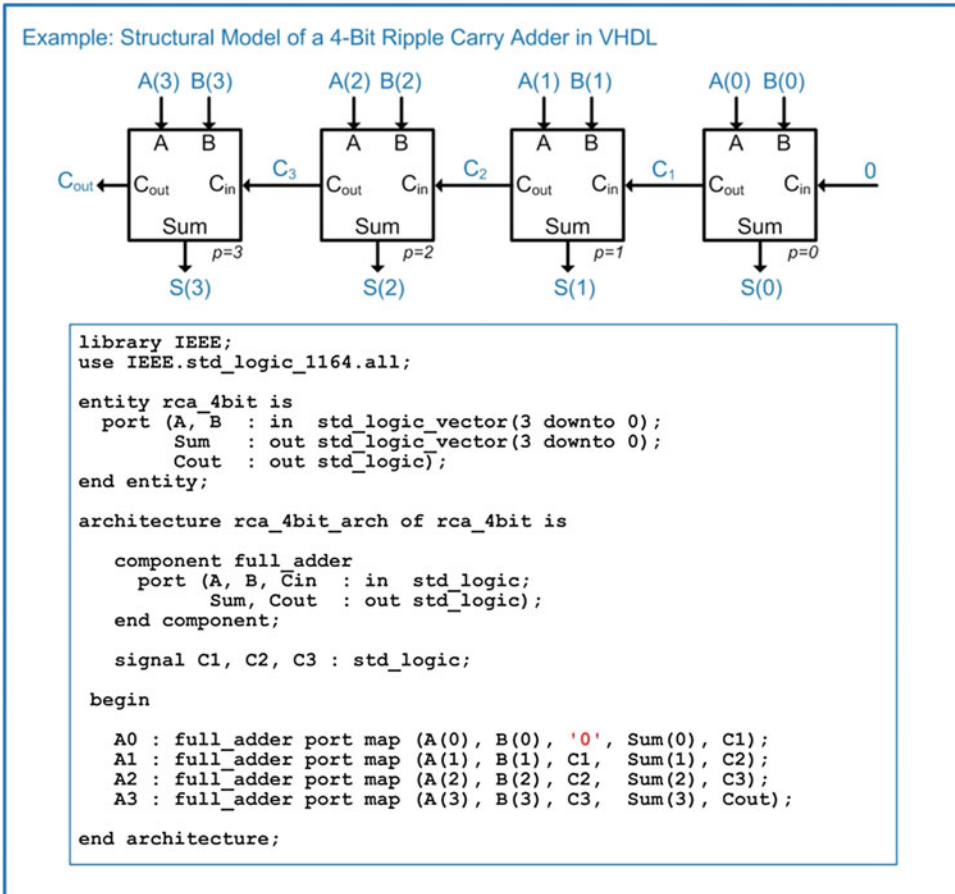 Example: Structural Model of a 4-Bit Ripple Carry Adder in VHDL
A(3) B(3) A(2) B(2) A(1) B(1) A(0) B(0)
A B A B A B A B
Cout Cout Cin C3 Cout Cin C2 Cout Cin C1 Cout Cin 0
Sum Sum Sum Sum
p=3 p=2 p=1 p=0
S(3) S(2) S(1) S(0)
library IEEE;
use IEEE.std_logic_1164.all;
entity rca_4bit is
port (A, B : in std_logic_vector(3 downto 0);
Sum : out std_logic_vector(3 downto 0);
Cout : out std_logic);
end entity;
architecture rca_4bit_arch of rca_4bit is
component full_adder
port (A, B, Cin : in std_logic;
Sum, Cout : out std_logic);
end component;
signal C1, C2, C3 : std_logic;
begin
A0 : full_adder port map (A(0), B(0), '0', Sum(0), C1);
A1 : full_adder port map (A(1), B(1), C1, Sum(1), C2);
A2 : full_adder port map (A(2), B(2), C2, Sum(2), C3);
A3 : full_adder port map (A(3), B(3), C3, Sum(3), Cout);
end architecture;